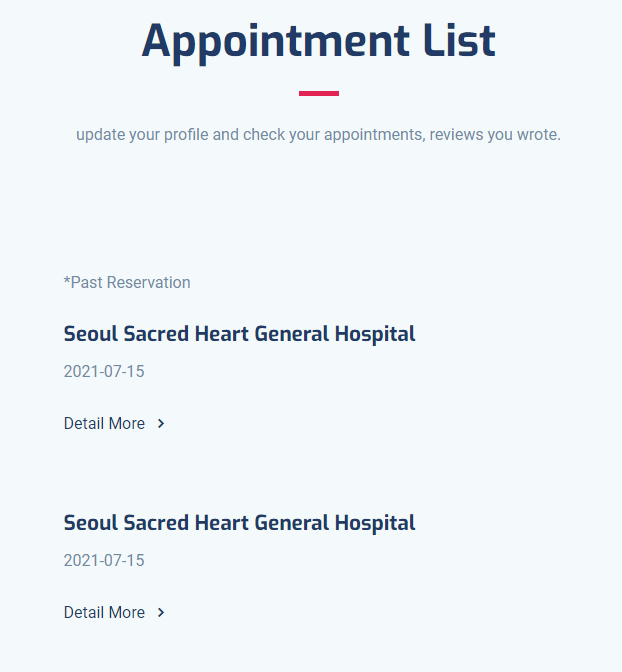 Appointment List
update your profile and check your appointments, reviews you wrote.
*Past Reservation
Seoul Sacred Heart General Hospital
2021-07-15
Detail More
Seoul Sacred Heart General Hospital
2021-07-15
Detail More